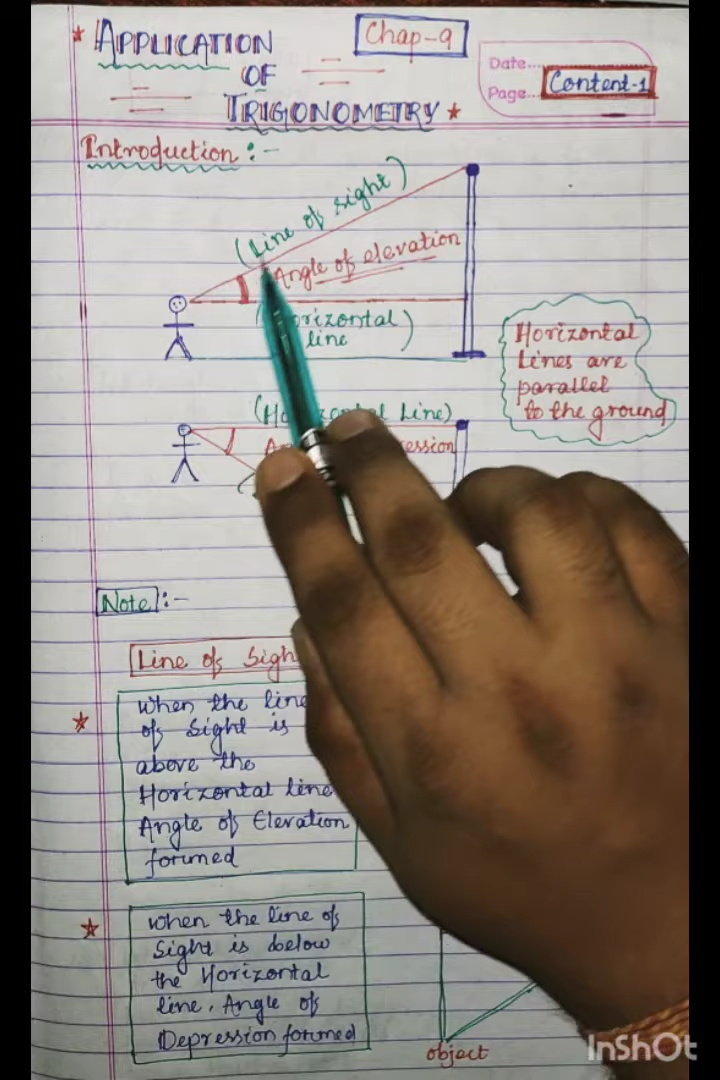 * APPLICATION
OF
TRIGONOMETRY *
Chap-9
Date....
Page... Content-1
Introduction :-
(Line of sight)
Angle of elevation
horizontal
line)
Horizontal
Lines are
parallel
to the ground
Line)
Note :-
Line of Sigh
When the line
of Sight is
above the
Horizontal line
Angle of Elevation
formed
When the line of
Sight is below
the Horizontal
line, Angle of
Depression formed
object
InShOt